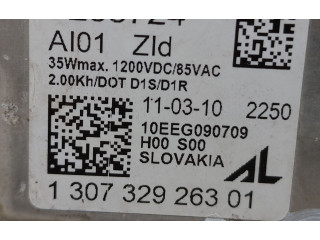 AI01 Zld
35Wmax. 1200VDC/85VAC
2.00Kh/DOT D1S/D1R
11-03-10 2250
10EEG090709
H00 S00
SLOVAKIA AL
1 307 329 263 01